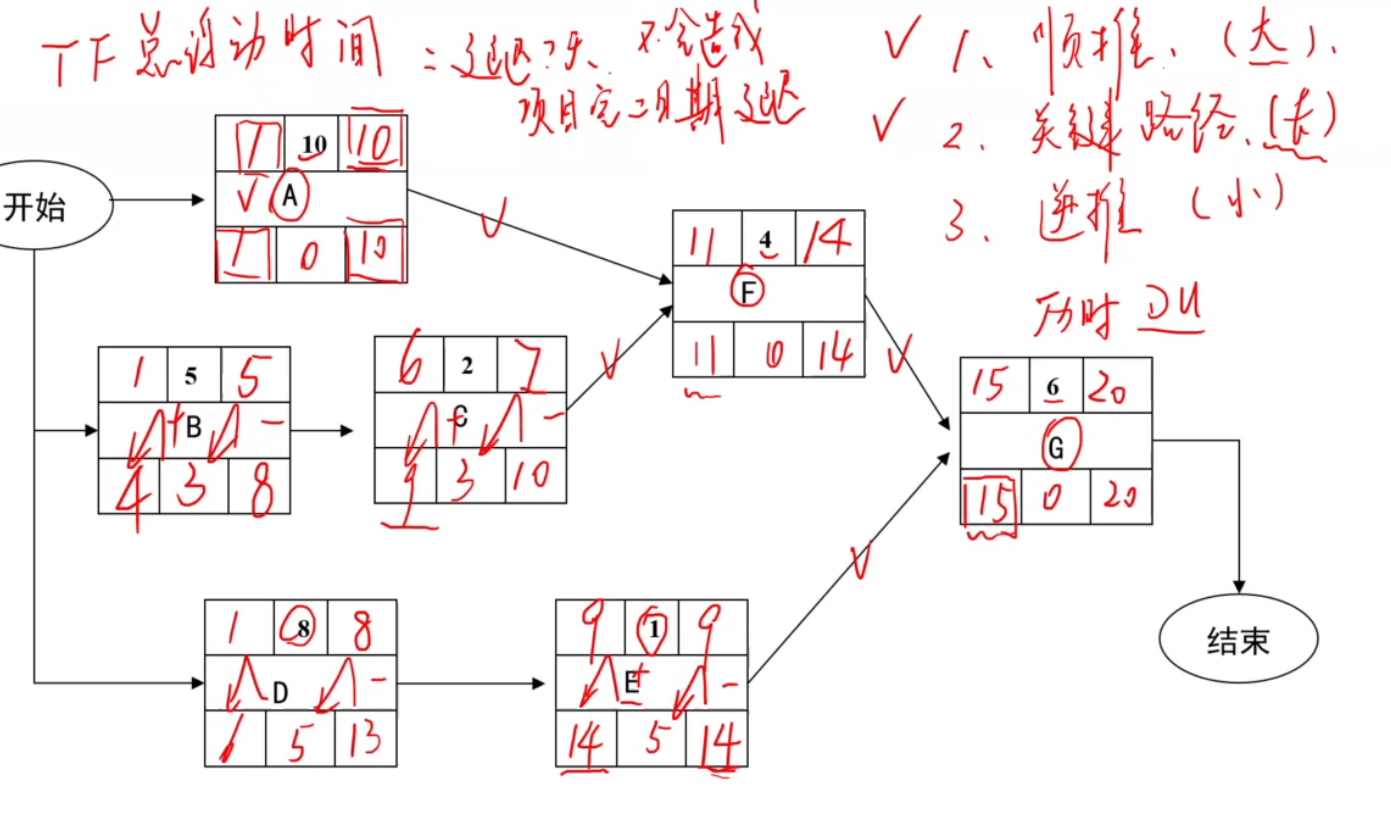 TF总浮动时间 = 延迟?天、不会造成
项目完工日期延迟
✓ 1、顺推、(大)、
✓ 2、关键路径、(长)
3、逆推 (小)
历时 DU
开始
1 10 10
✓ A
1 0 10
11 4 14
F
11 0 14
1 5 5
+ B -
4 3 8
6 2 7
+ C -
9 3 10
15 6 20
G
15 0 20
1 8 8
D -
5 13
9 1 9
E + -
14 5 14
结束